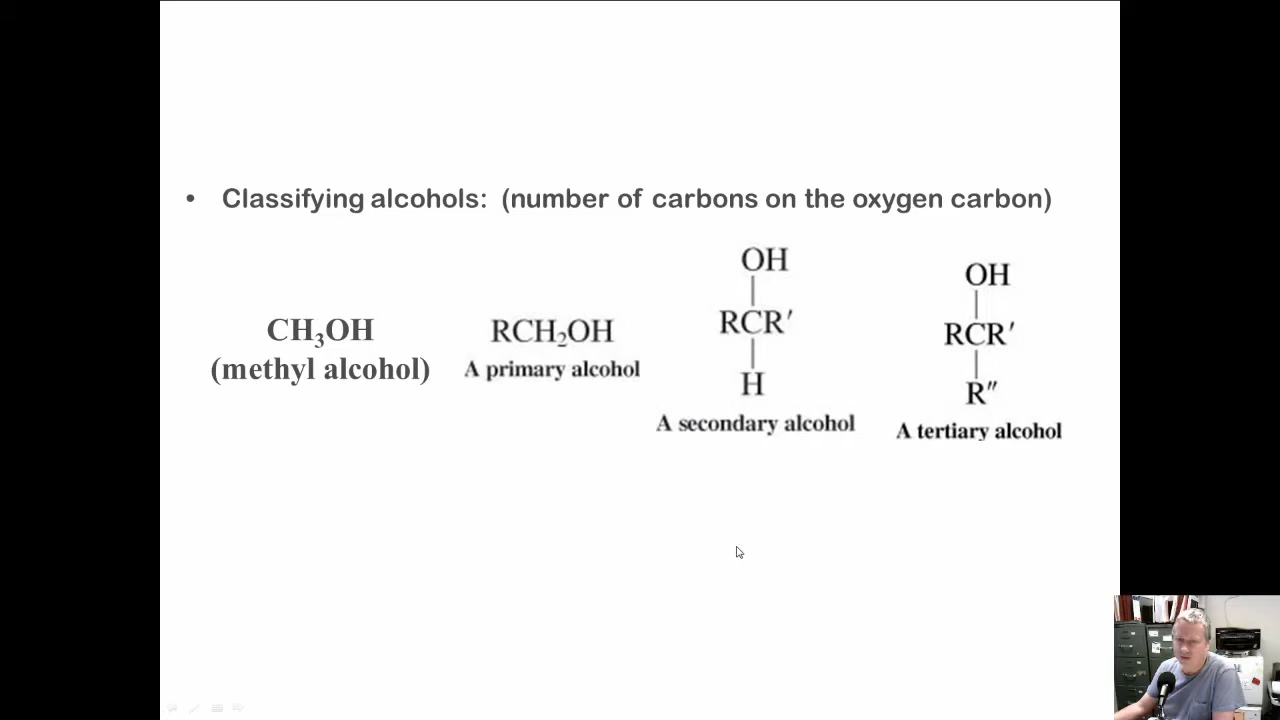 • Classifying alcohols: (number of carbons on the oxygen carbon)
CH₃OH
(methyl alcohol)
RCH₂OH
A primary alcohol
OH
|
RCR′
|
H
A secondary alcohol
OH
|
RCR′
|
R″
A tertiary alcohol